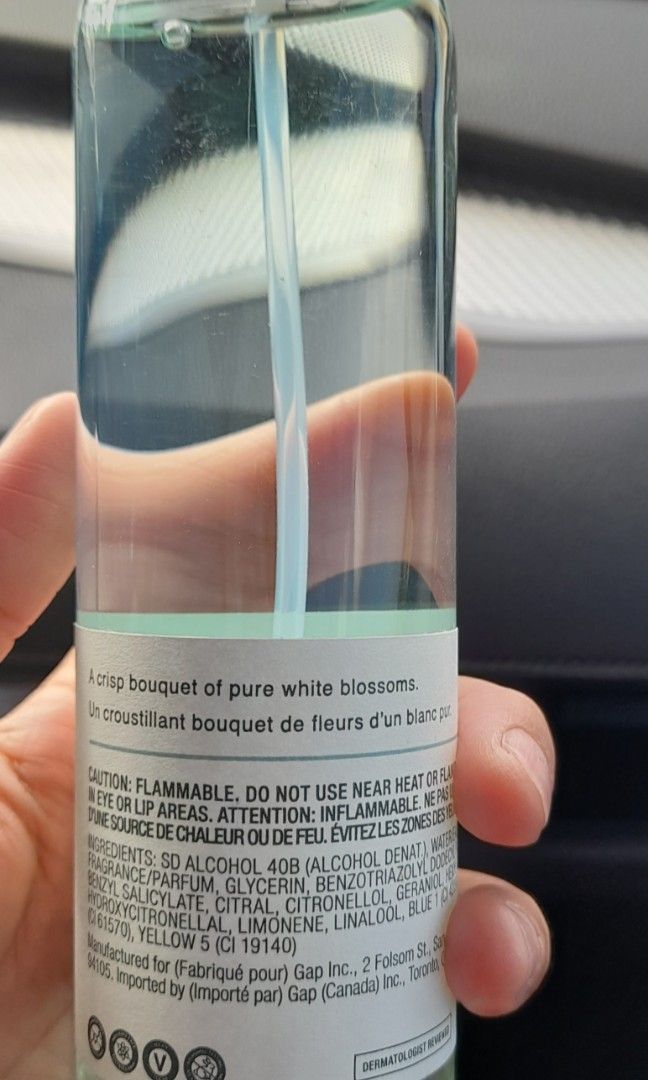 A crisp bouquet of pure white blossoms.
Un croustillant bouquet de fleurs d'un blanc pur.
CAUTION: FLAMMABLE. DO NOT USE NEAR HEAT OR
IN EYE OR LIP AREAS. ATTENTION: INFLAMMABLE. NE PAS
D'UNE SOURCE DE CHALEUR OU DE FEU. ÉVITEZ LES ZONES DES
INGREDIENTS: SD ALCOHOL 40B (ALCOHOL DENAT.),
FRAGRANCE/PARFUM, GLYCERIN, BENZOTRIAZOLYL
BENZYL SALICYLATE, CITRAL, CITRONELLOL, GERANIOL,
HYDROXYCITRONELLAL, LIMONENE, LINALOOL, BLUE 1
(CI 61570), YELLOW 5 (CI 19140)
Manufactured for (Fabriqué pour) Gap Inc., 2 Folsom St.,
94105. Imported by (Importé par) Gap (Canada) Inc., Toronto,
V
DERMATOLOGIST REVIEWED